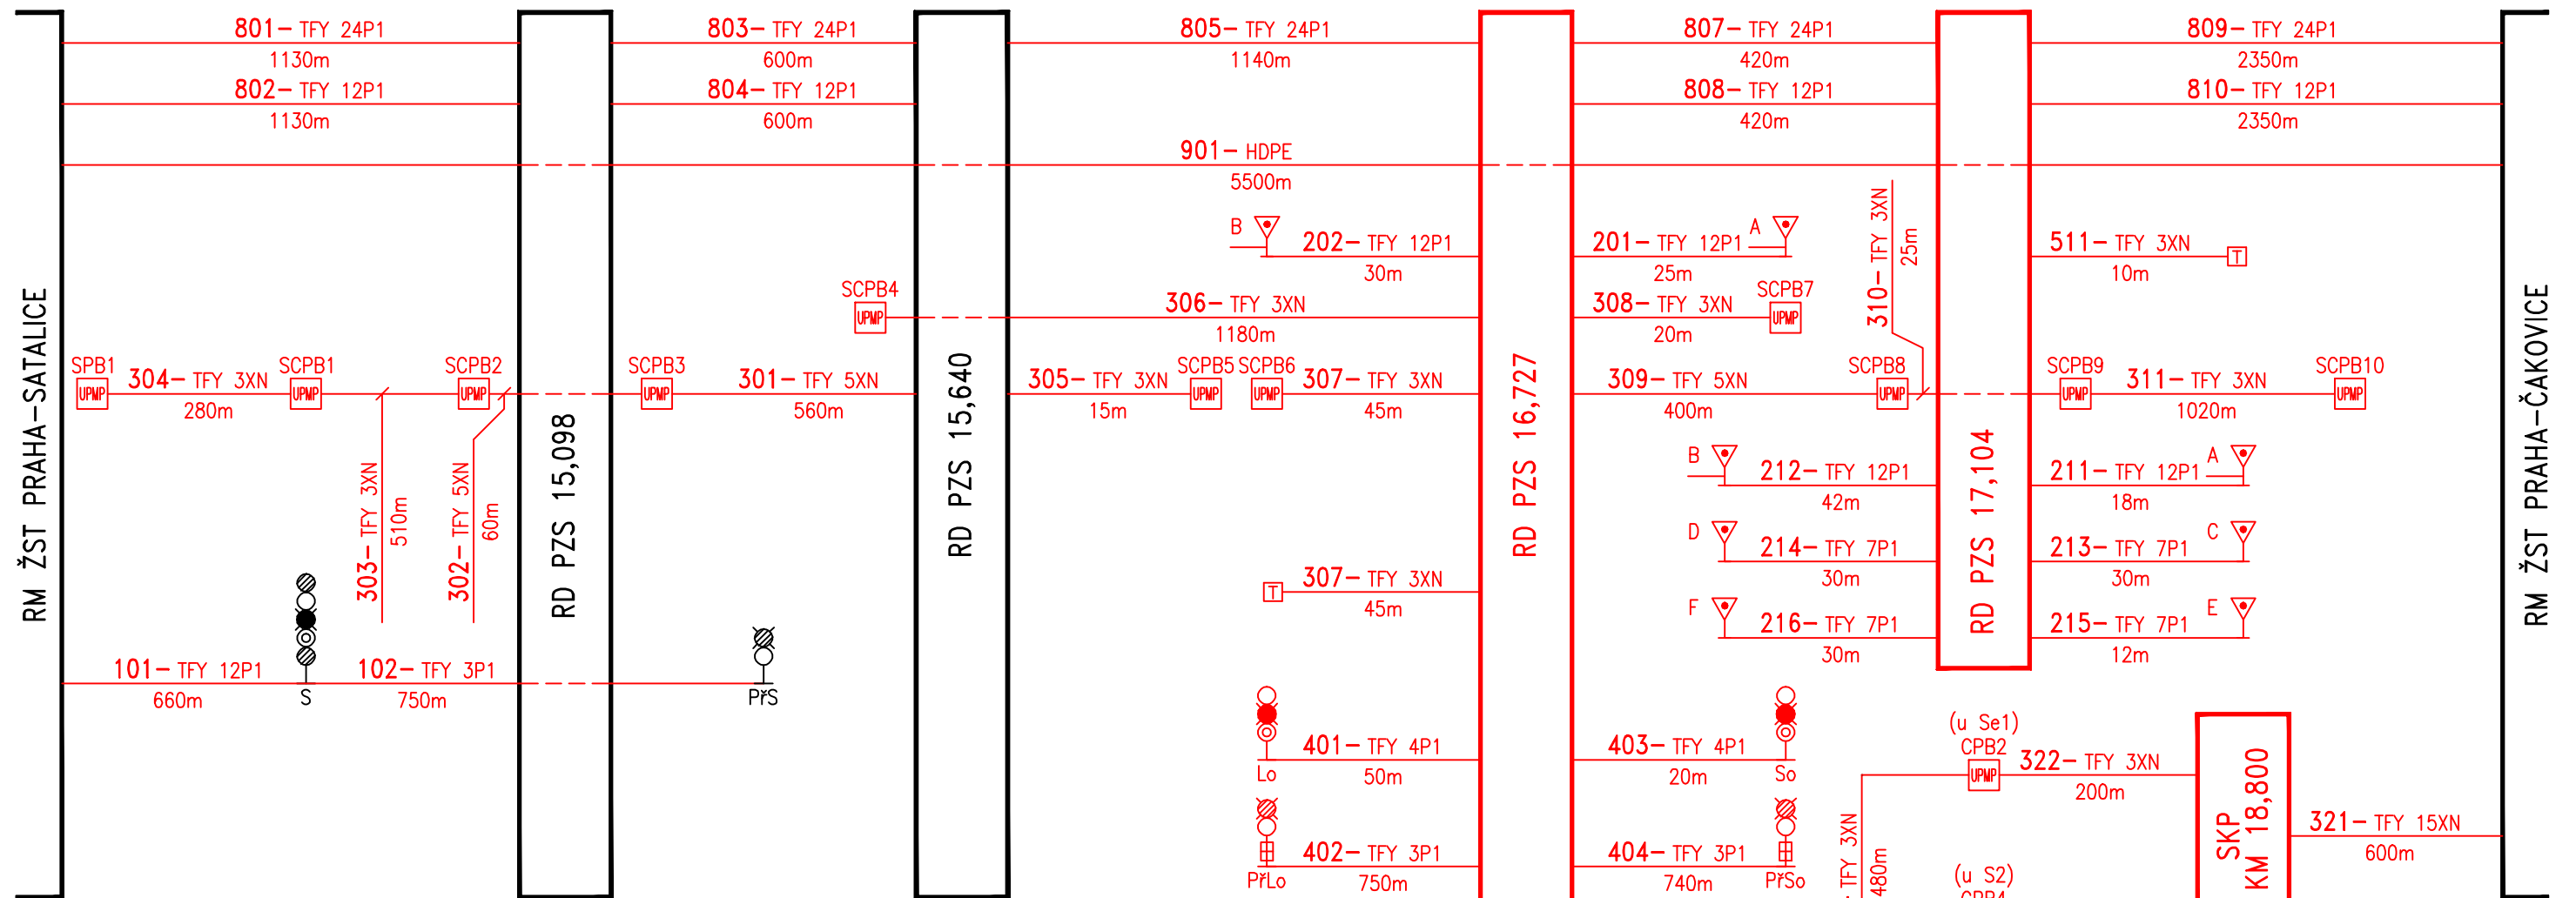 801- TFY 24P1
1130m
803- TFY 24P1
600m
805- TFY 24P1
1140m
807- TFY 24P1
420m
809- TFY 24P1
2350m
802- TFY 12P1
1130m
804- TFY 12P1
600m
808- TFY 12P1
420m
810- TFY 12P1
2350m
901- HDPE
5500m
B
202- TFY 12P1
30m
201- TFY 12P1
25m
A
310- TFY 3XN
25m
511- TFY 3XN
10m
T
SCPB4
UPMP
306- TFY 3XN
1180m
308- TFY 3XN
20m
SCPB7
UPMP
RM ŽST PRAHA-SATALICE
SPB1
UPMP
304- TFY 3XN
280m
SCPB1
UPMP
SCPB2
UPMP
RD PZS 15,098
SCPB3
UPMP
301- TFY 5XN
560m
RD PZS 15,640
305- TFY 3XN
15m
SCPB5
UPMP
SCPB6
UPMP
307- TFY 3XN
45m
RD PZS 16,727
309- TFY 5XN
400m
SCPB8
UPMP
RD PZS 17,104
SCPB9
UPMP
311- TFY 3XN
1020m
SCPB10
UPMP
RM ŽST PRAHA-ČAKOVICE
303- TFY 3XN
510m
302- TFY 5XN
60m
B
212- TFY 12P1
42m
211- TFY 12P1
18m
A
D
214- TFY 7P1
30m
213- TFY 7P1
30m
C
T
307- TFY 3XN
45m
F
216- TFY 7P1
30m
215- TFY 7P1
12m
E
101- TFY 12P1
660m
S
102- TFY 3P1
750m
PřS
Lo
401- TFY 4P1
50m
403- TFY 4P1
20m
So
(u Se1)
CPB2
UPMP
322- TFY 3XN
200m
SKP
KM 18,800
321- TFY 15XN
600m
PřLo
402- TFY 3P1
750m
404- TFY 3P1
740m
PřSo
TFY 3XN
480m
(u S2)
CPB4